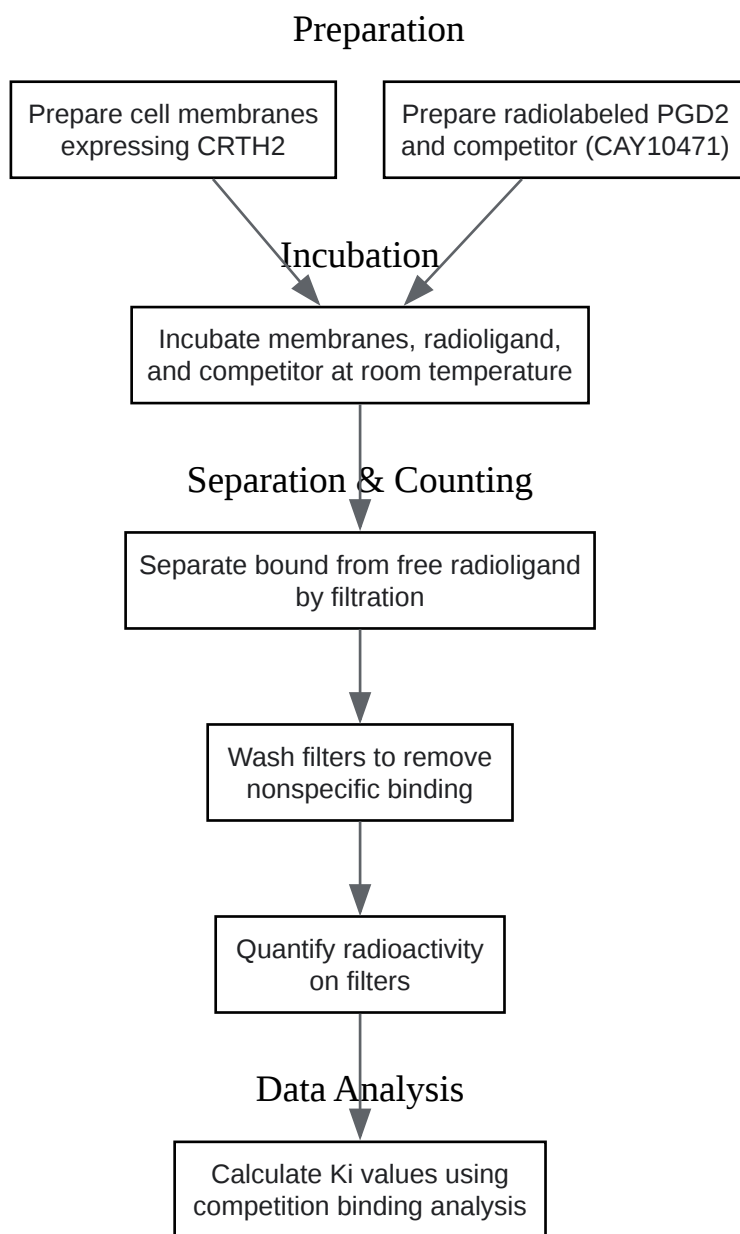 Preparation
Prepare cell membranes
expressing CRTH2
Prepare radiolabeled PGD2
and competitor (CAY10471)
Incubation
Incubate membranes, radioligand,
and competitor at room temperature
Separation & Counting
Separate bound from free radioligand
by filtration
Wash filters to remove
nonspecific binding
Quantify radioactivity
on filters
Data Analysis
Calculate Ki values using
competition binding analysis